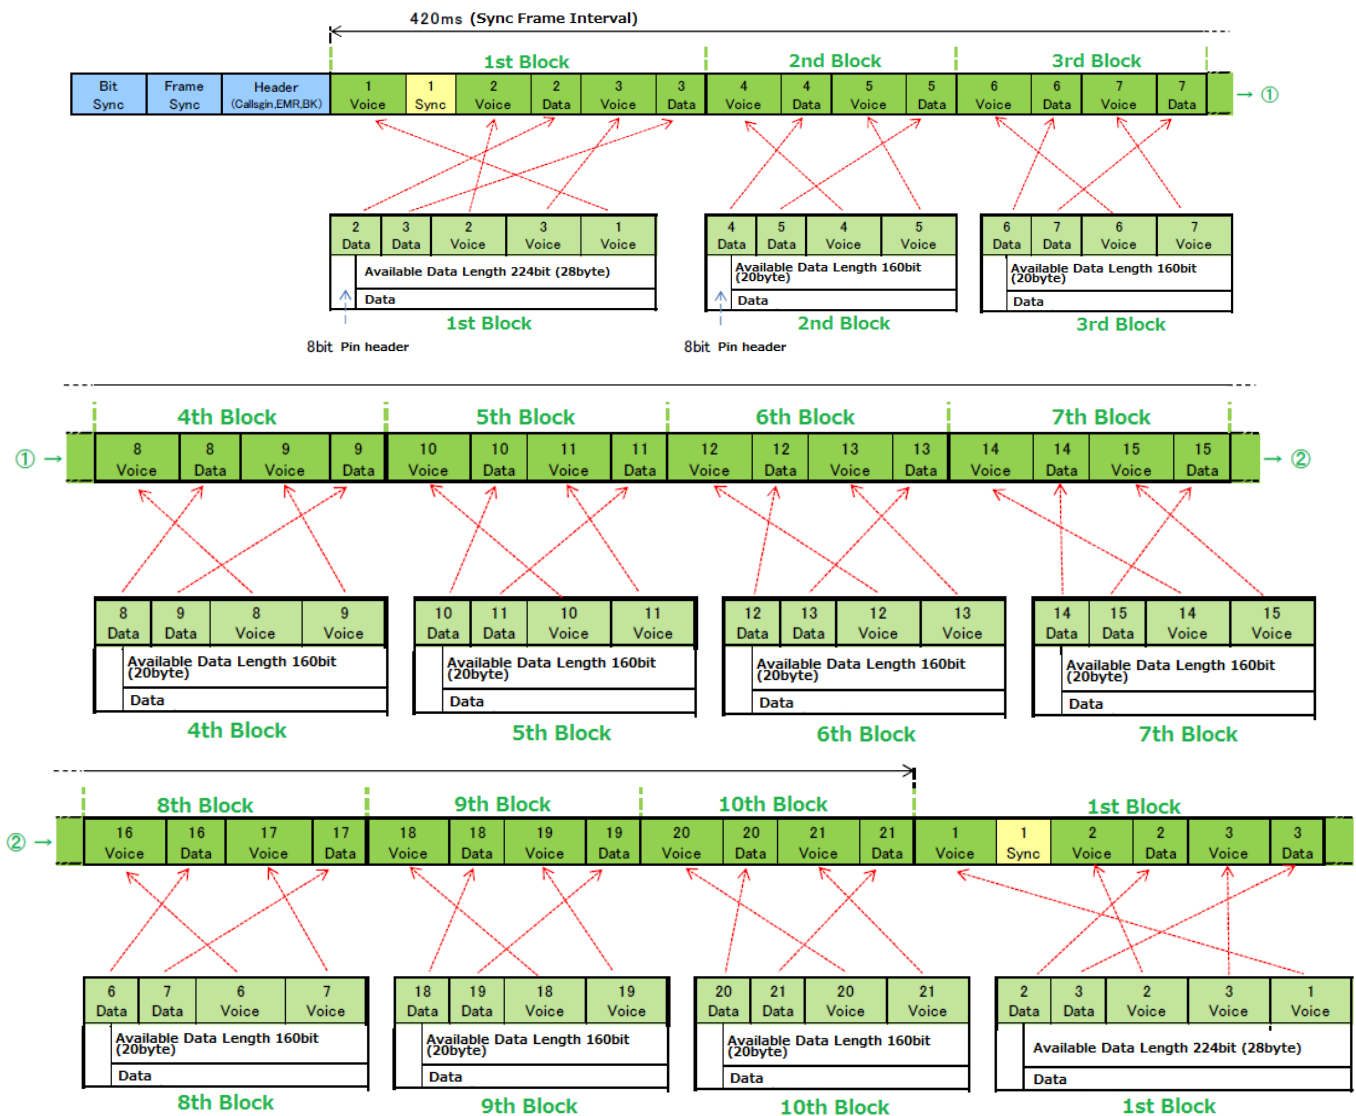 420ms (Sync Frame Interval)
1st Block 2nd Block 3rd Block
Bit Frame Header 1 1 2 2 3 3 4 4 5 5 6 6 7 7
Sync Sync (Callsgin,EMR,BK) Voice Sync Voice Data Voice Data Voice Data Voice Data Voice Data Voice Data → ①
2 3 2 3 1 4 5 4 5 6 7 6 7
Data Data Voice Voice Voice Data Data Voice Voice Data Data Voice Voice
Available Data Length 224bit (28byte) Available Data Length 160bit Available Data Length 160bit
(20byte) (20byte)
Data Data Data
1st Block 2nd Block 3rd Block
8bit Pin header 8bit Pin header
4th Block 5th Block 6th Block 7th Block
8 8 9 9 10 10 11 11 12 12 13 13 14 14 15 15
① → Voice Data Voice Data Voice Data Voice Data Voice Data Voice Data Voice Data Voice Data → ②
8 9 8 9 10 11 10 11 12 13 12 13 14 15 14 15
Data Data Voice Voice Data Data Voice Voice Data Data Voice Voice Data Data Voice Voice
Available Data Length 160bit Available Data Length 160bit Available Data Length 160bit Available Data Length 160bit
(20byte) (20byte) (20byte) (20byte)
Data Data Data Data
4th Block 5th Block 6th Block 7th Block
8th Block 9th Block 10th Block 1st Block
16 16 17 17 18 18 19 19 20 20 21 21 1 1 2 2 3 3
② → Voice Data Voice Data Voice Data Voice Data Voice Data Voice Data Voice Sync Voice Data Voice Data
6 7 6 7 18 19 18 19 20 21 20 21 2 3 2 3 1
Data Data Voice Voice Data Data Voice Voice Data Data Voice Voice Data Data Voice Voice Voice
Available Data Length 160bit Available Data Length 160bit Available Data Length 160bit Available Data Length 224bit (28byte)
(20byte) (20byte) (20byte)
Data Data Data Data
8th Block 9th Block 10th Block 1st Block